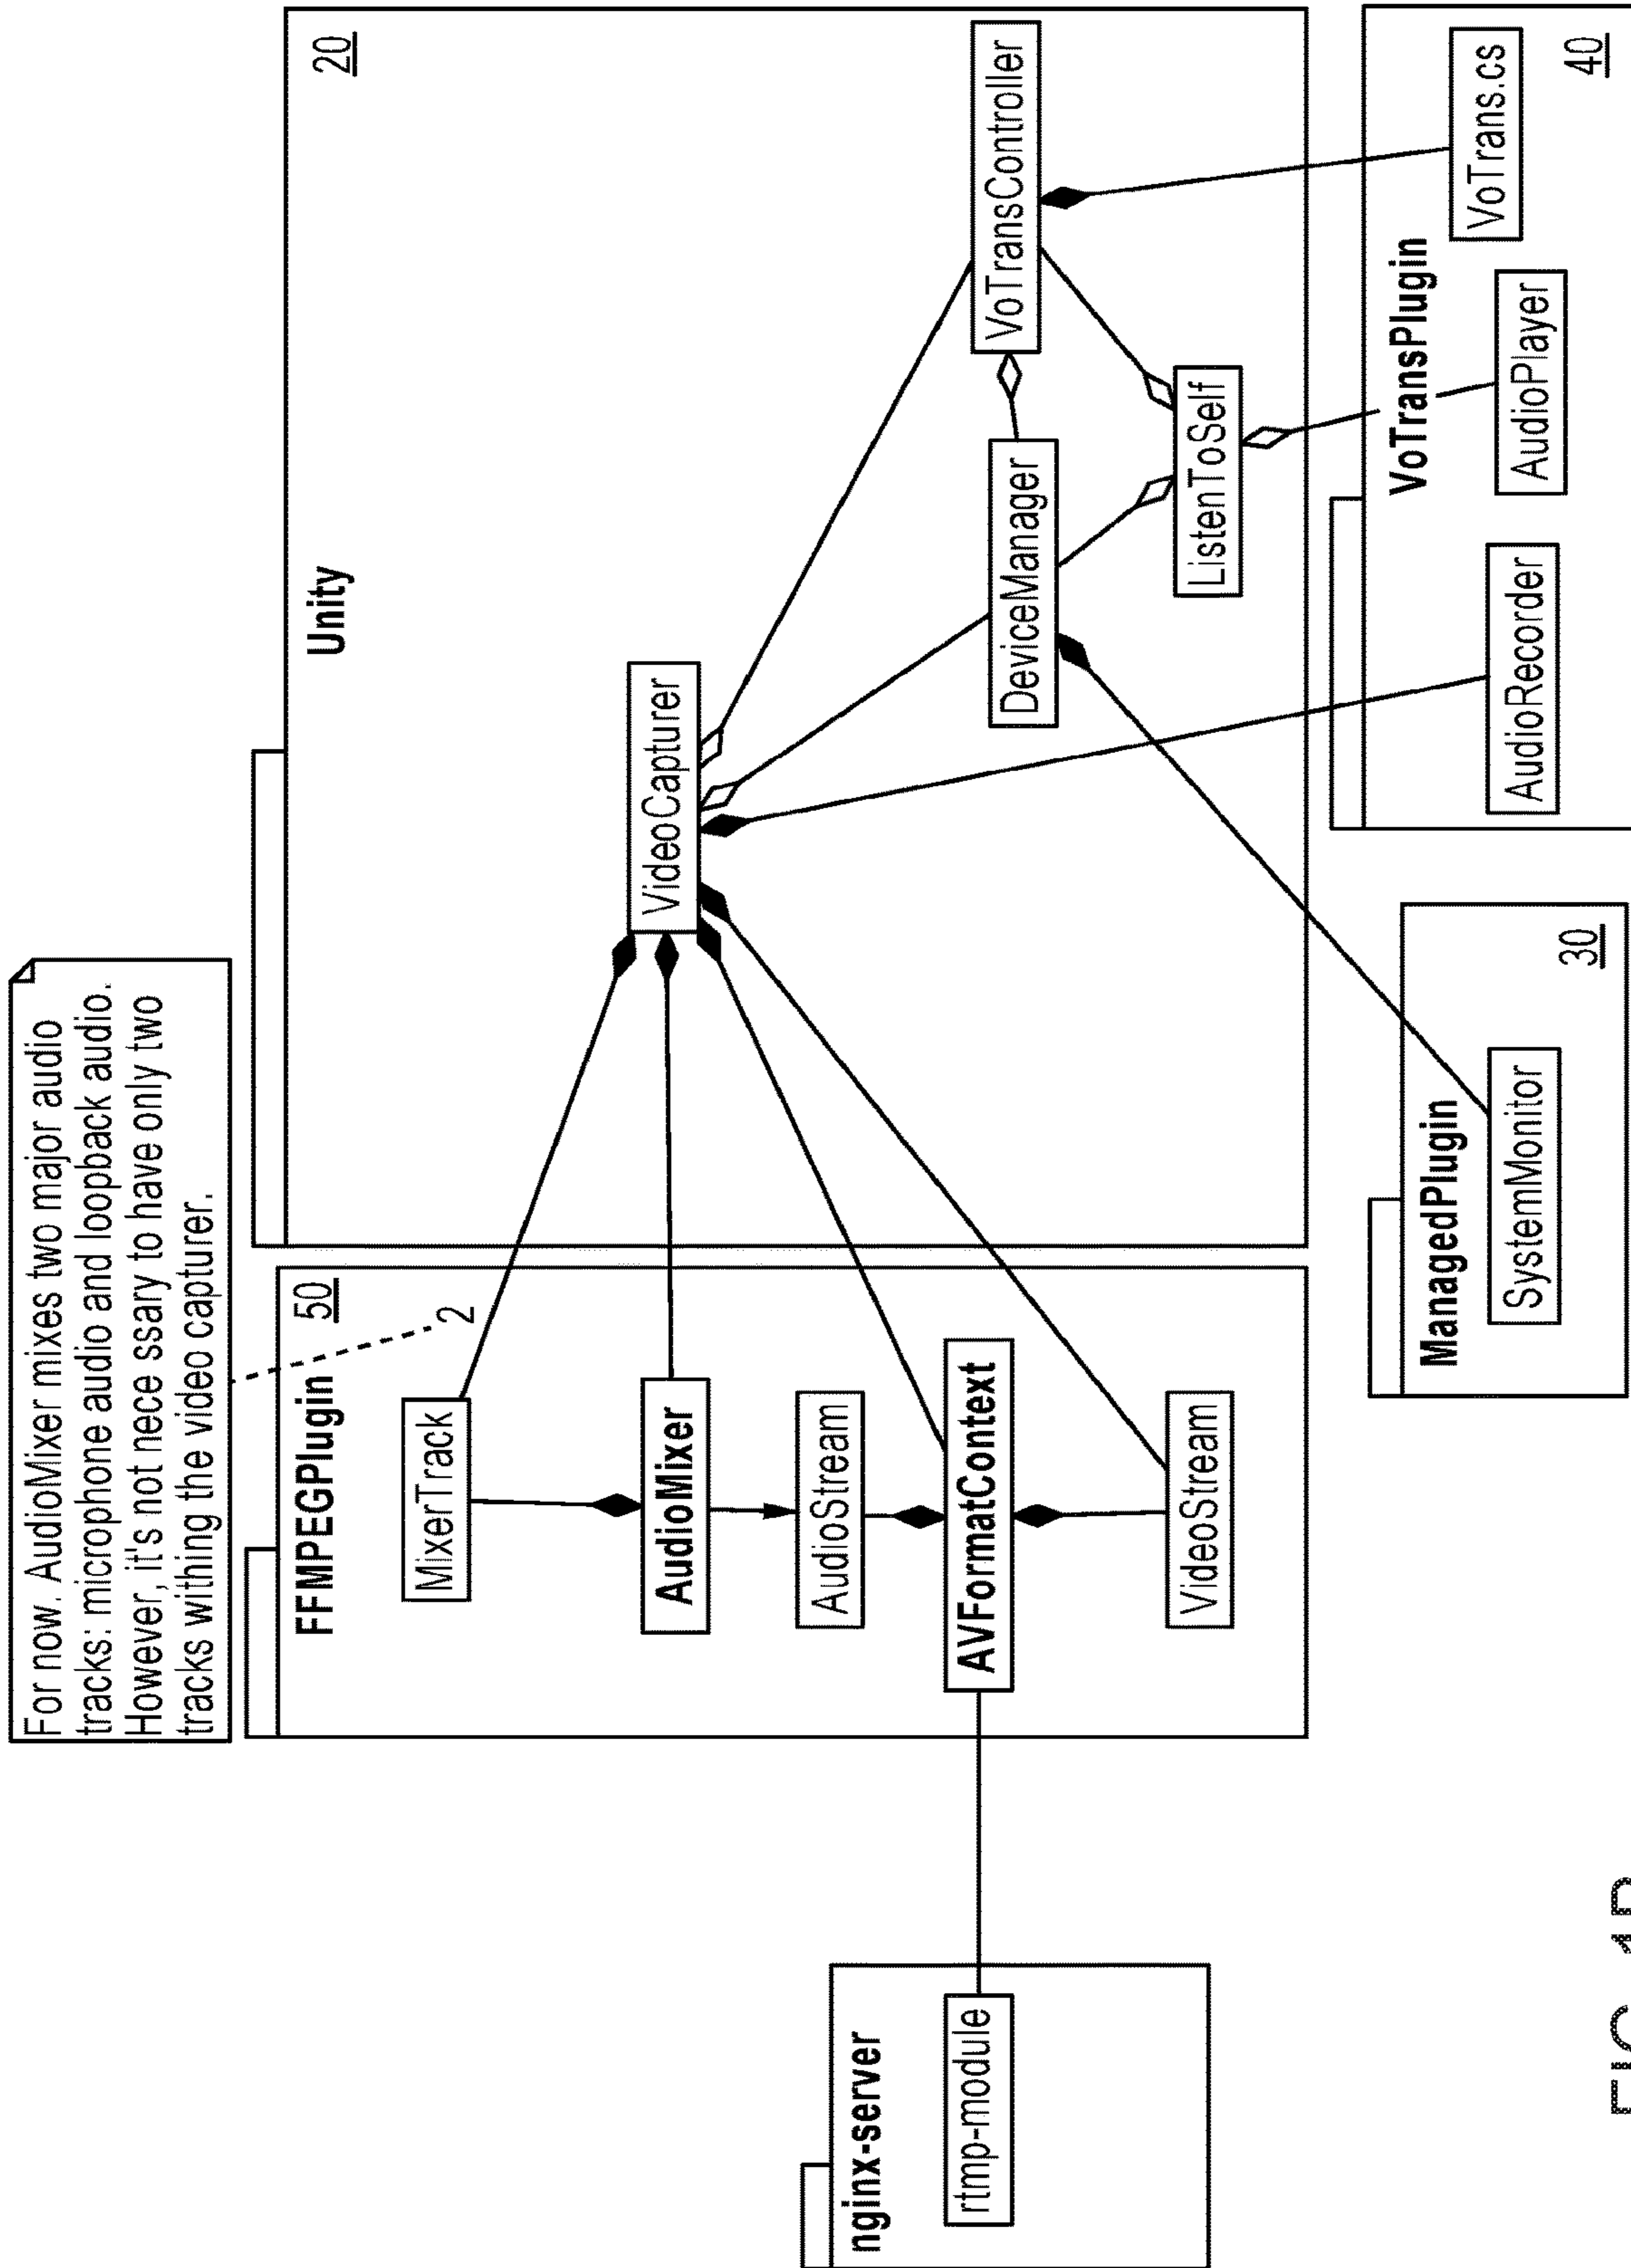 For now. AudioMixer mixes two major audio
tracks: microphone audio and loopback audio.
However, it's not nece ssary to have only two
tracks withing the video capturer.
nginx-server
rtmp-module
FFMPEGPlugin
50
2
MixerTrack
AudioMixer
AudioStream
AVFormatContext
VideoStream
Unity
20
VideoCapturer
DeviceManager
VoTransController
ListenToSelf
ManagedPlugin
30
SystemMonitor
VoTransPlugin
40
AudioRecorder
AudioPlayer
VoTrans.cs